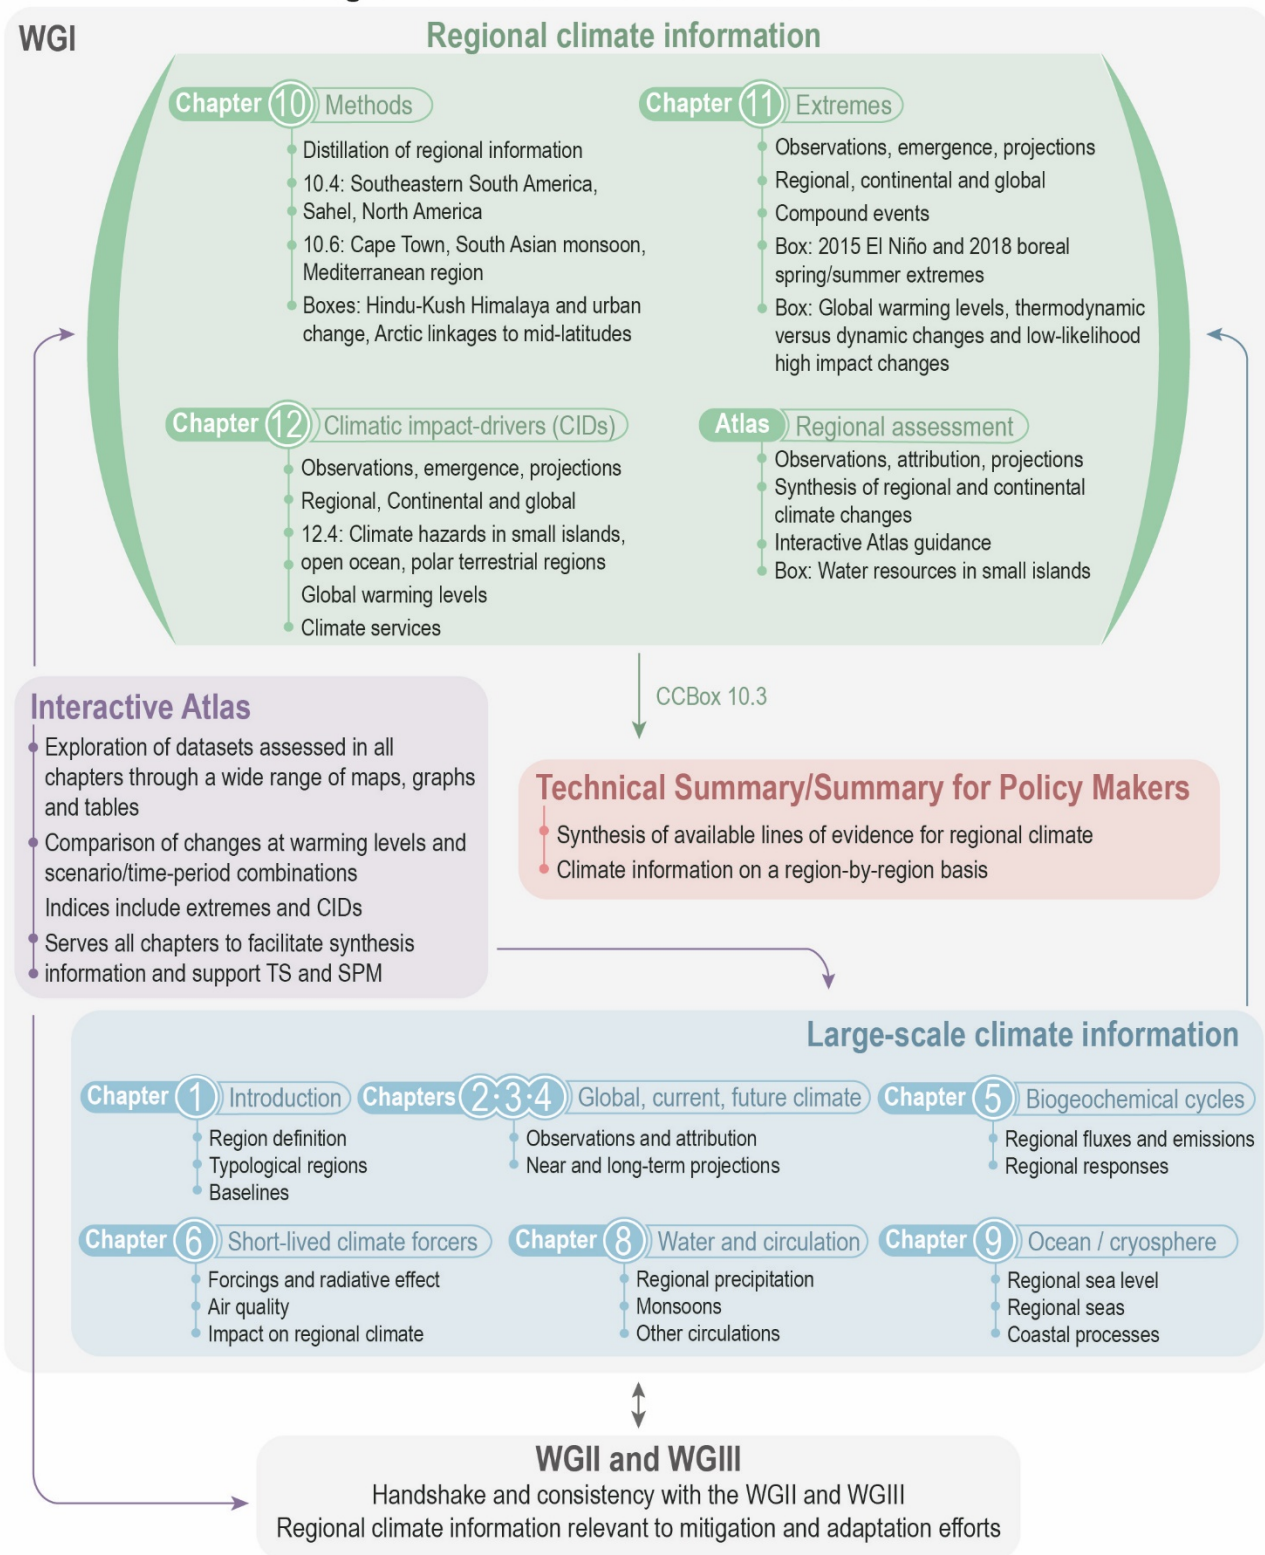 WGI
Regional climate information
Chapter 10 Methods
Distillation of regional information
10.4: Southeastern South America,
Sahel, North America
10.6: Cape Town, South Asian monsoon,
Mediterranean region
Boxes: Hindu-Kush Himalaya and urban
change, Arctic linkages to mid-latitudes
Chapter 11 Extremes
Observations, emergence, projections
Regional, continental and global
Compound events
Box: 2015 El Niño and 2018 boreal
spring/summer extremes
Box: Global warming levels, thermodynamic
versus dynamic changes and low-likelihood
high impact changes
Chapter 12 Climatic impact-drivers (CIDs)
Observations, emergence, projections
Regional, Continental and global
12.4: Climate hazards in small islands,
open ocean, polar terrestrial regions
Global warming levels
Climate services
Atlas Regional assessment
Observations, attribution, projections
Synthesis of regional and continental
climate changes
Interactive Atlas guidance
Box: Water resources in small islands
CCBox 10.3
Interactive Atlas
Exploration of datasets assessed in all
chapters through a wide range of maps, graphs
and tables
Comparison of changes at warming levels and
scenario/time-period combinations
Indices include extremes and CIDs
Serves all chapters to facilitate synthesis
information and support TS and SPM
Technical Summary/Summary for Policy Makers
Synthesis of available lines of evidence for regional climate
Climate information on a region-by-region basis
Large-scale climate information
Chapter 1 Introduction
Region definition
Typological regions
Baselines
Chapters 2·3·4 Global, current, future climate
Observations and attribution
Near and long-term projections
Chapter 5 Biogeochemical cycles
Regional fluxes and emissions
Regional responses
Chapter 6 Short-lived climate forcers
Forcings and radiative effect
Air quality
Impact on regional climate
Chapter 8 Water and circulation
Regional precipitation
Monsoons
Other circulations
Chapter 9 Ocean / cryosphere
Regional sea level
Regional seas
Coastal processes
WGII and WGIII
Handshake and consistency with the WGII and WGIII
Regional climate information relevant to mitigation and adaptation efforts